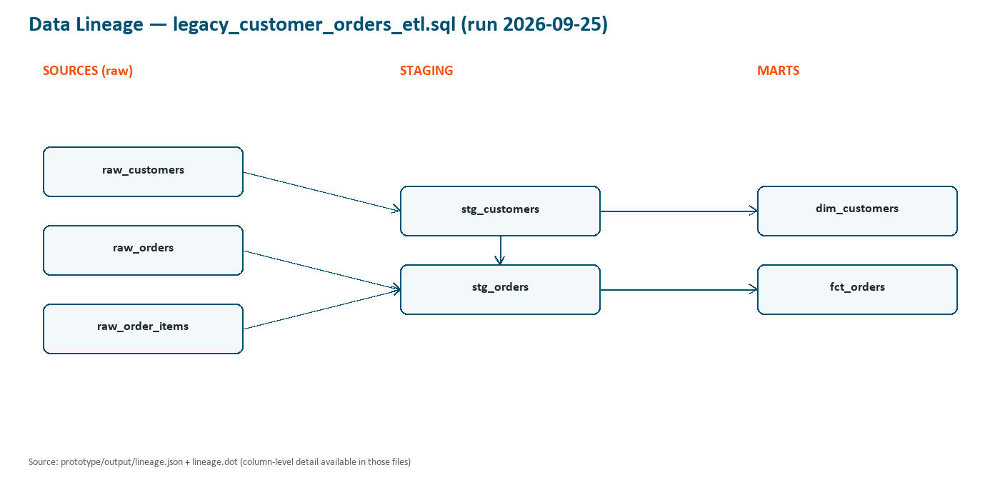 Data Lineage — legacy_customer_orders_etl.sql (run 2026-09-25)
SOURCES (raw)
STAGING
MARTS
raw_customers
stg_customers
dim_customers
raw_orders
stg_orders
fct_orders
raw_order_items
Source: prototype/output/lineage.json + lineage.dot (column-level detail available in those files)